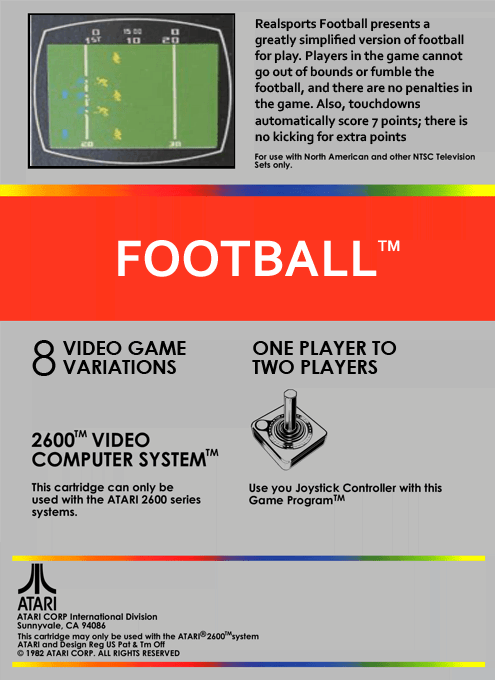 0 15 00 0
1ST 10 20
20 30
Realsports Football presents a
greatly simplified version of football
for play. Players in the game cannot
go out of bounds or fumble the
football, and there are no penalties in
the game. Also, touchdowns
automatically score 7 points; there is
no kicking for extra points
For use with North American and other NTSC Television
Sets only.
FOOTBALL™
8 VIDEO GAME
VARIATIONS
ONE PLAYER TO
TWO PLAYERS
2600™ VIDEO
COMPUTER SYSTEM™
This cartridge can only be
used with the ATARI 2600 series
systems.
Use you Joystick Controller with this
Game Program™
ATARI
ATARI CORP International Division
Sunnyvale, CA 94086
This cartridge may only be used with the ATARI® 2600™system
ATARI and Design Reg US Pat & Tm Off
© 1982 ATARI CORP. ALL RIGHTS RESERVED